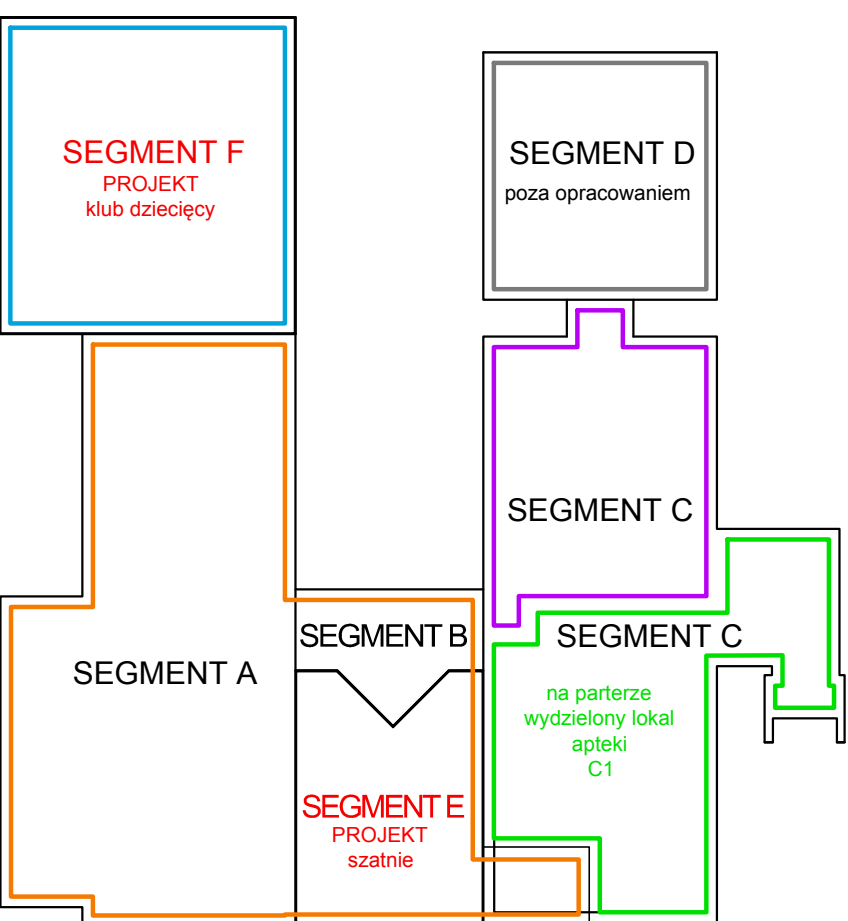 SEGMENT F
PROJEKT
klub dziecięcy
SEGMENT D
poza opracowaniem
SEGMENT C
SEGMENT B
SEGMENT C
SEGMENT A
na parterze
wydzielony lokal
apteki
C1
SEGMENT E
PROJEKT
szatnie